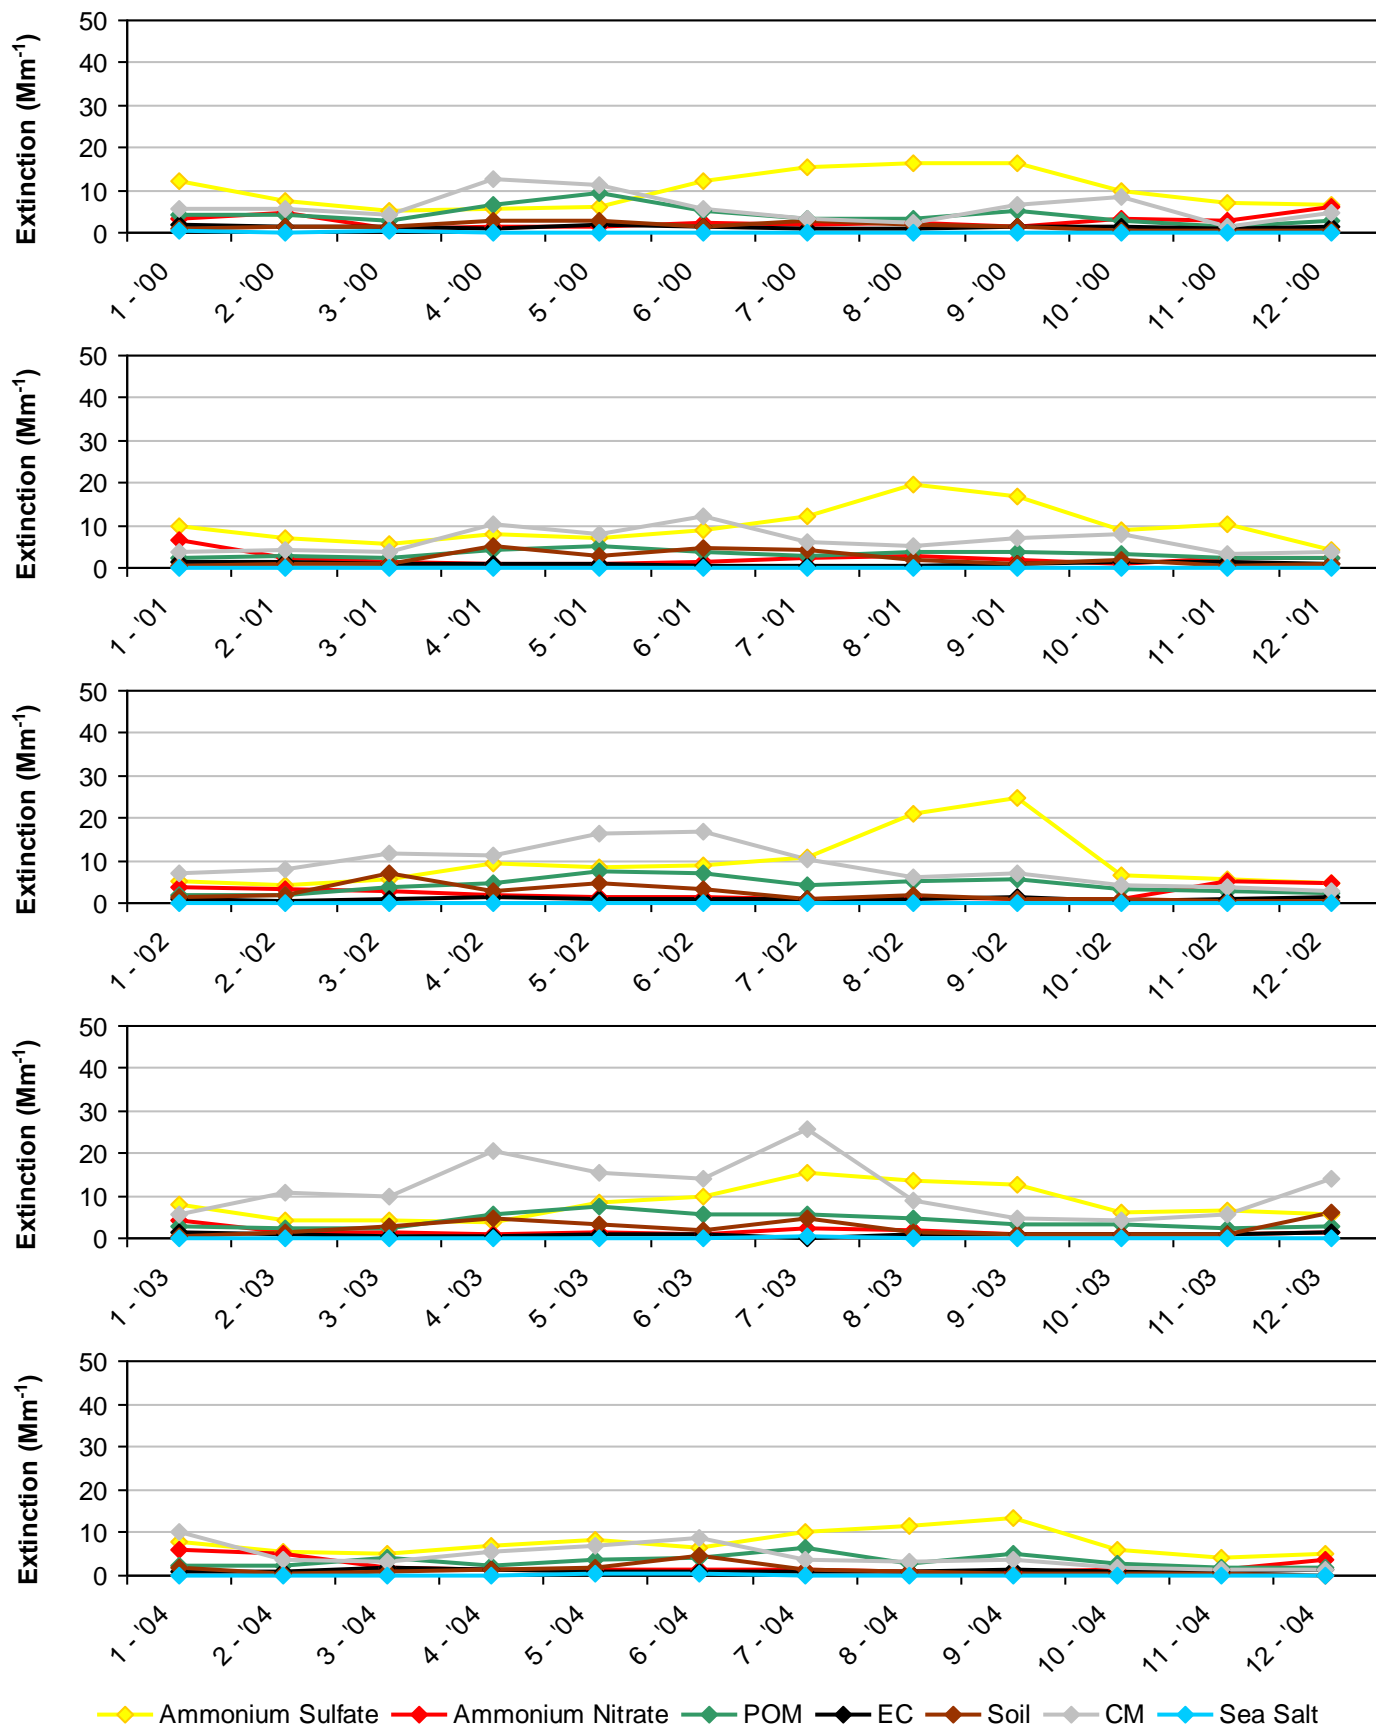 50
40
30
20
10
0
Extinction (Mm-1)
1 - '00 2 - '00 3 - '00 4 - '00 5 - '00 6 - '00 7 - '00 8 - '00 9 - '00 10 - '00 11 - '00 12 - '00
50
40
30
20
10
0
Extinction (Mm-1)
1 - '01 2 - '01 3 - '01 4 - '01 5 - '01 6 - '01 7 - '01 8 - '01 9 - '01 10 - '01 11 - '01 12 - '01
50
40
30
20
10
0
Extinction (Mm-1)
1 - '02 2 - '02 3 - '02 4 - '02 5 - '02 6 - '02 7 - '02 8 - '02 9 - '02 10 - '02 11 - '02 12 - '02
50
40
30
20
10
0
Extinction (Mm-1)
1 - '03 2 - '03 3 - '03 4 - '03 5 - '03 6 - '03 7 - '03 8 - '03 9 - '03 10 - '03 11 - '03 12 - '03
50
40
30
20
10
0
Extinction (Mm-1)
1 - '04 2 - '04 3 - '04 4 - '04 5 - '04 6 - '04 7 - '04 8 - '04 9 - '04 10 - '04 11 - '04 12 - '04
Ammonium Sulfate Ammonium Nitrate POM EC Soil CM Sea Salt